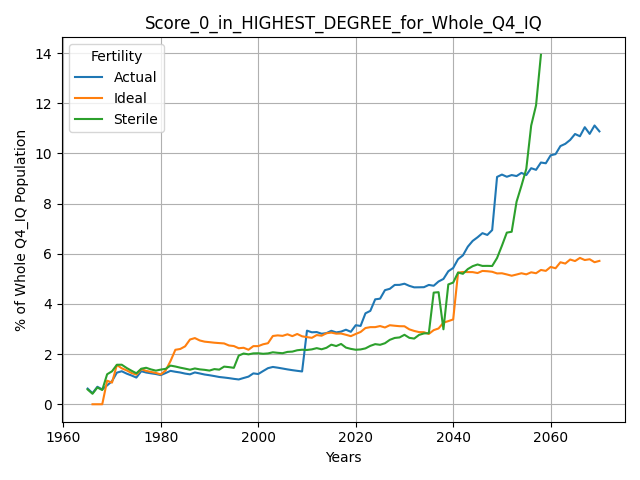 Score_0_in_HIGHEST_DEGREE_for_Whole_Q4_IQ
Fertility
Actual
Ideal
Sterile
% of Whole Q4_IQ Population
14
12
10
8
6
4
2
0
1960
1980
2000
2020
2040
2060
Years